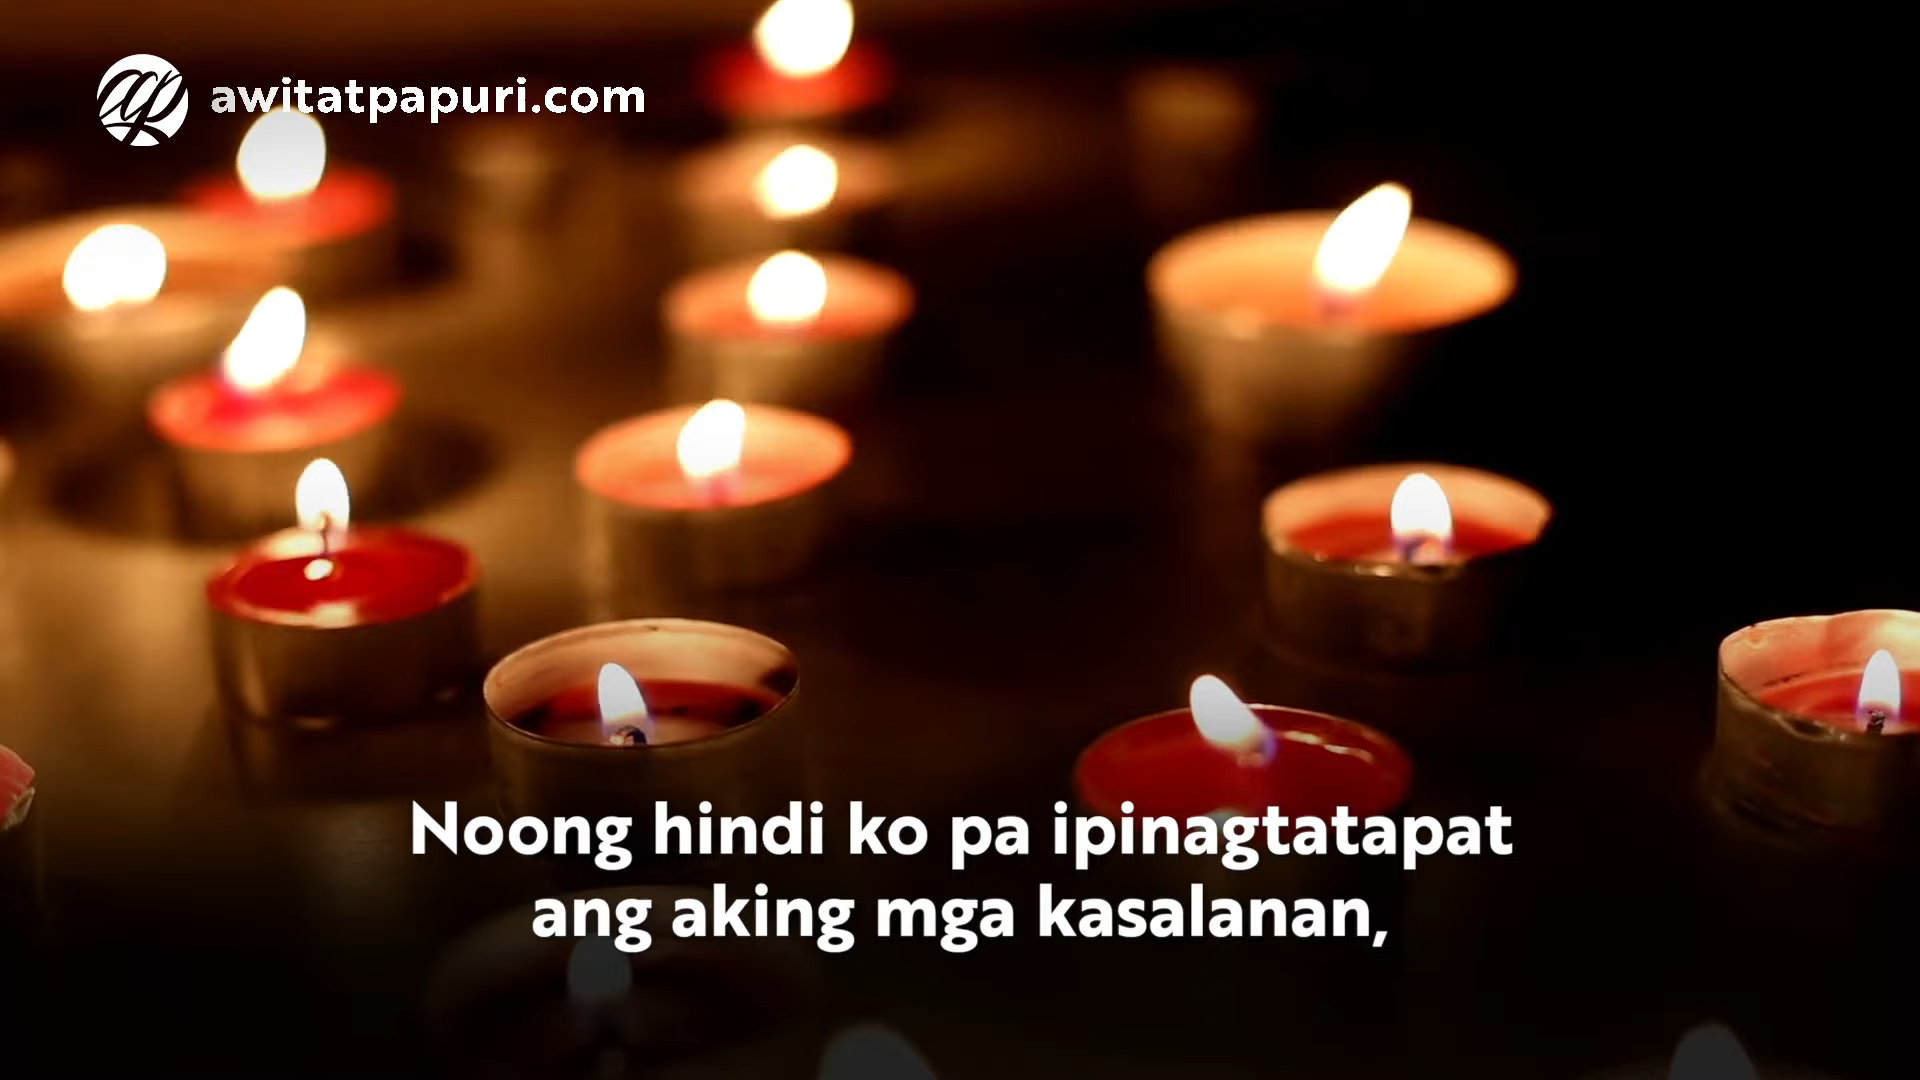 awitatpapuri.com
Noong hindi ko pa ipinagtatapat
ang aking mga kasalanan,